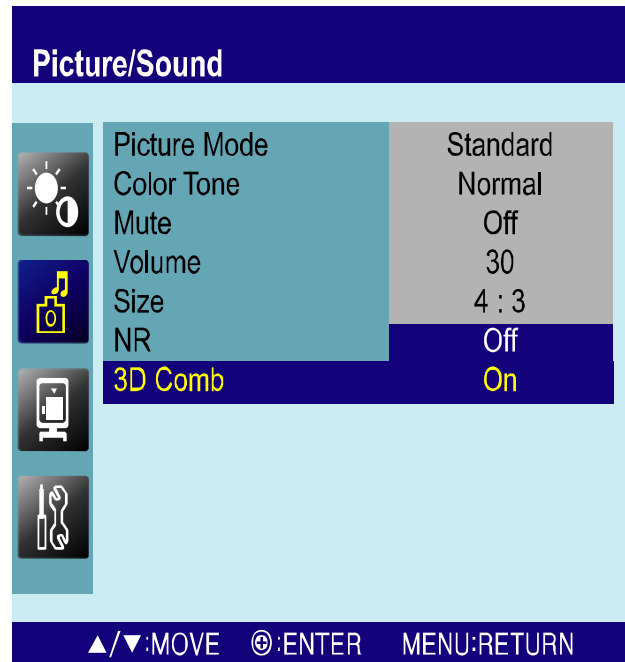 Picture/Sound
Picture Mode Standard
Color Tone Normal
Mute Off
Volume 30
Size 4 : 3
NR Off
3D Comb On
▲/▼:MOVE ⊕:ENTER MENU:RETURN